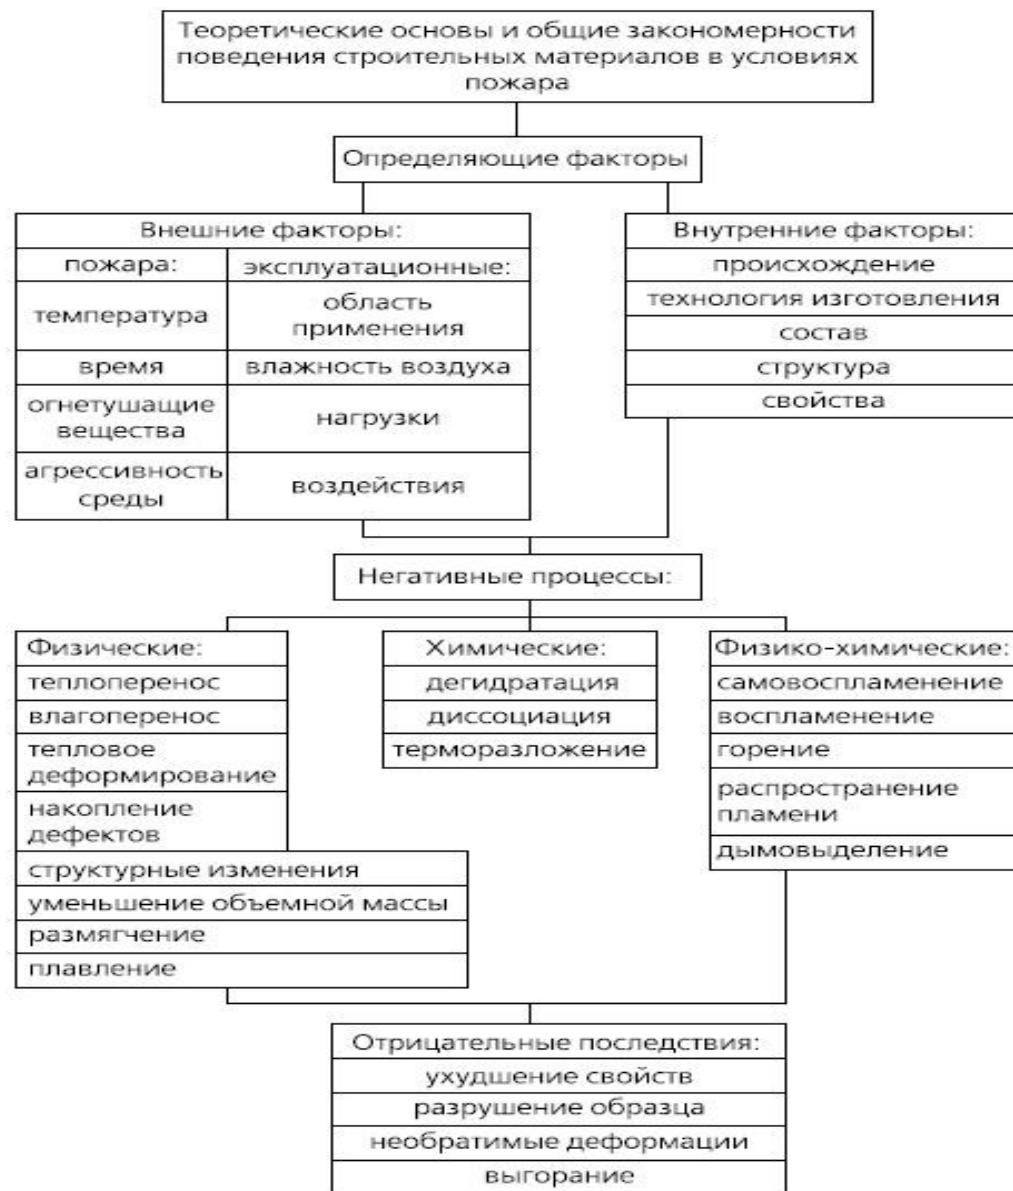 Теоретические основы и общие закономерности
поведения строительных материалов в условиях
пожара
Определяющие факторы
Внешние факторы:
пожара:
эксплуатационные:
температура
область
применения
время
влажность воздуха
огнетушащие
вещества
нагрузки
агрессивность
среды
воздействия
Внутренние факторы:
происхождение
технология изготовления
состав
структура
свойства
Негативные процессы:
Физические:
теплоперенос
влагоперенос
тепловое
деформирование
накопление
дефектов
структурные изменения
уменьшение объемной массы
размягчение
плавление
Химические:
дегидратация
диссоциация
терморазложение
Физико-химические:
самовоспламенение
воспламенение
горение
распространение
пламени
дымовыделение
Отрицательные последствия:
ухудшение свойств
разрушение образца
необратимые деформации
выгорание